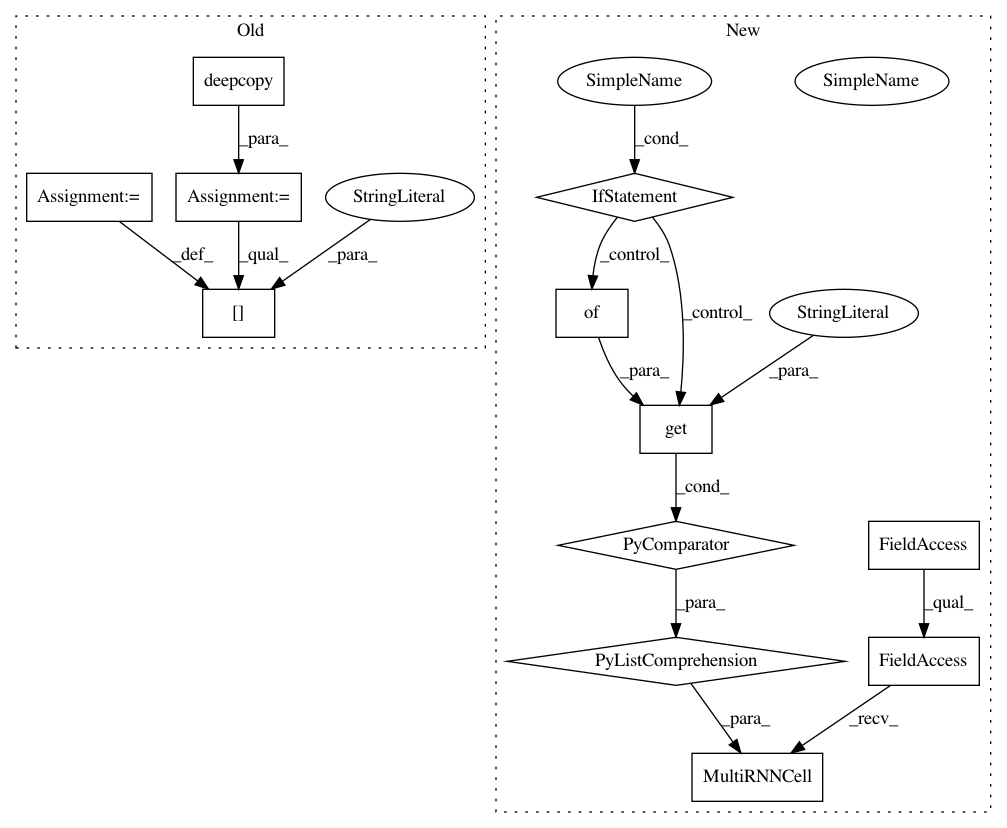 Old
New
deepcopy
SimpleName
SimpleName
_para_
_cond_
Assignment:=
Assignment:=
StringLiteral
IfStatement
_def_
_qual_
_para_
_control_
[]
of
_control_
StringLiteral
_para_
_para_
get
_cond_
PyComparator
FieldAccess
_para_
_qual_
PyListComprehension
FieldAccess
_para_
_recv_
MultiRNNCell